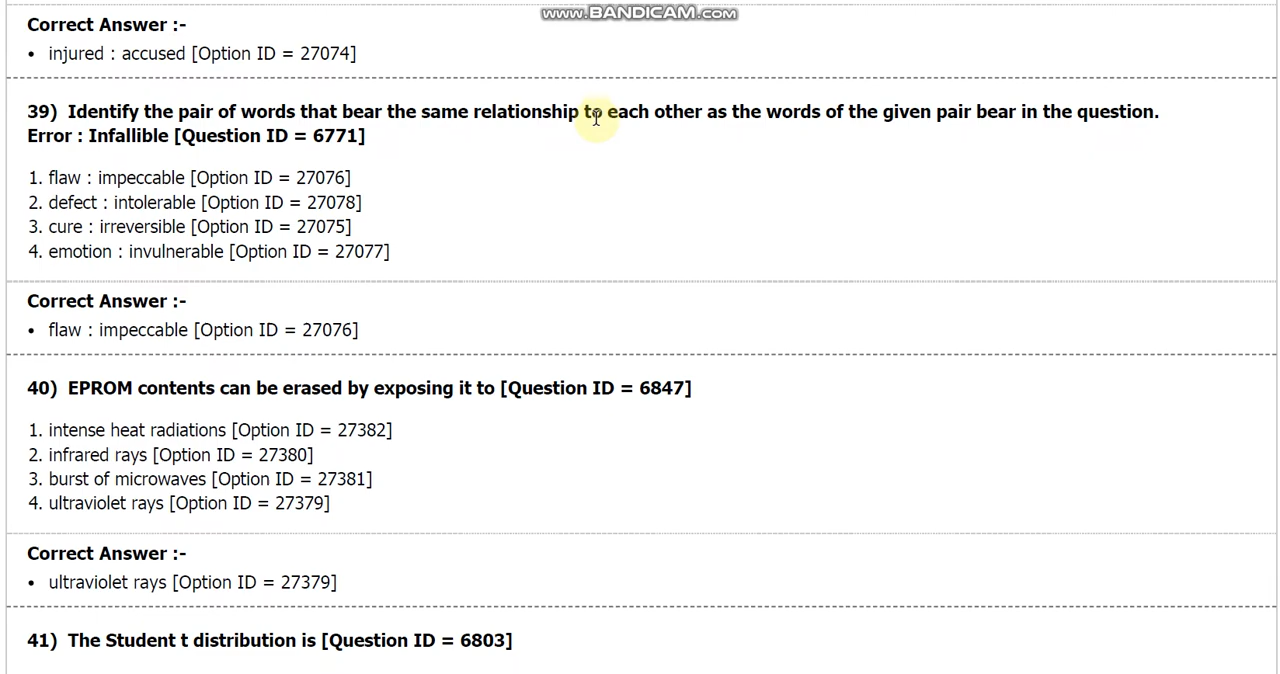 www.BANDICAM.com
Correct Answer :-
• injured : accused [Option ID = 27074]
39) Identify the pair of words that bear the same relationship to each other as the words of the given pair bear in the question.
Error : Infallible [Question ID = 6771]
1. flaw : impeccable [Option ID = 27076]
2. defect : intolerable [Option ID = 27078]
3. cure : irreversible [Option ID = 27075]
4. emotion : invulnerable [Option ID = 27077]
Correct Answer :-
• flaw : impeccable [Option ID = 27076]
40) EPROM contents can be erased by exposing it to [Question ID = 6847]
1. intense heat radiations [Option ID = 27382]
2. infrared rays [Option ID = 27380]
3. burst of microwaves [Option ID = 27381]
4. ultraviolet rays [Option ID = 27379]
Correct Answer :-
• ultraviolet rays [Option ID = 27379]
41) The Student t distribution is [Question ID = 6803]